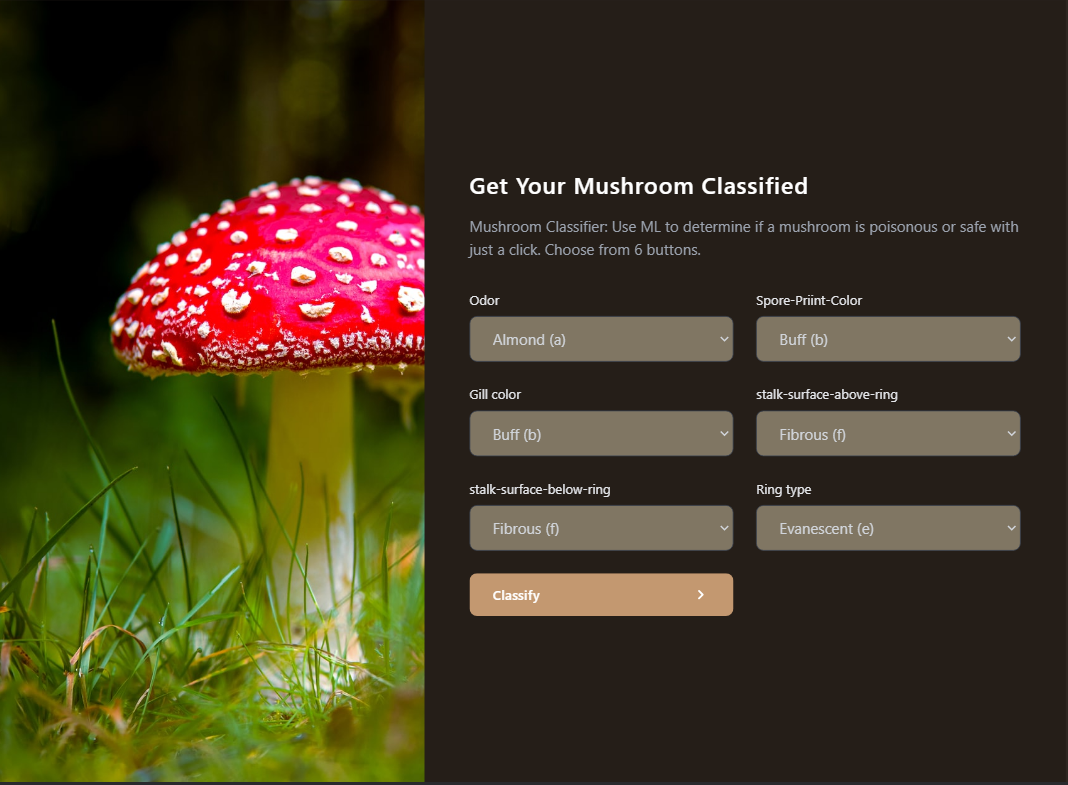 Get Your Mushroom Classified
Mushroom Classifier: Use ML to determine if a mushroom is poisonous or safe with
just a click. Choose from 6 buttons.
Odor
Spore-Priint-Color
Almond (a)
Buff (b)
Gill color
stalk-surface-above-ring
Buff (b)
Fibrous (f)
stalk-surface-below-ring
Ring type
Fibrous (f)
Evanescent (e)
Classify